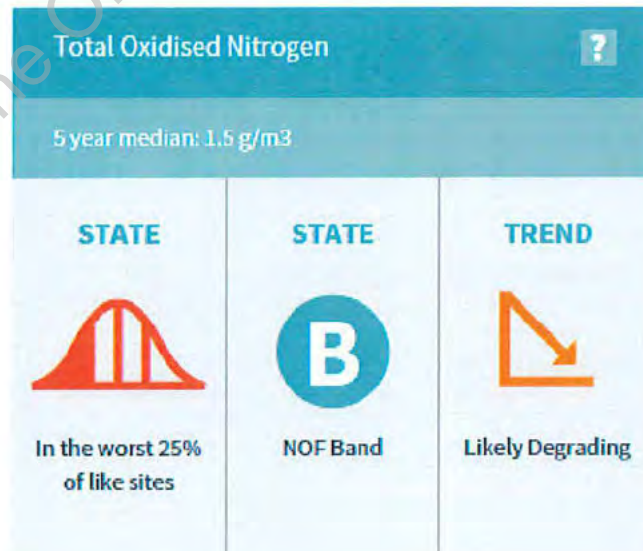 Total Oxidised Nitrogen
?
5 year median: 1.5 g/m3
STATE
In the worst 25%
of like sites
STATE
B
NOF Band
TREND
Likely Degrading